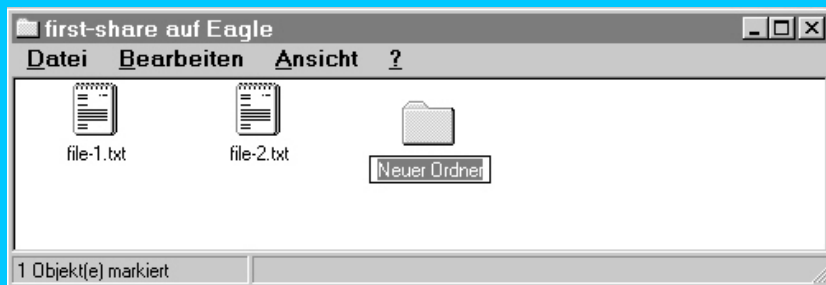 first-share auf Eagle
Datei Bearbeiten Ansicht ?
file-1.txt file-2.txt Neuer Ordner
1 Objekt(e) markiert